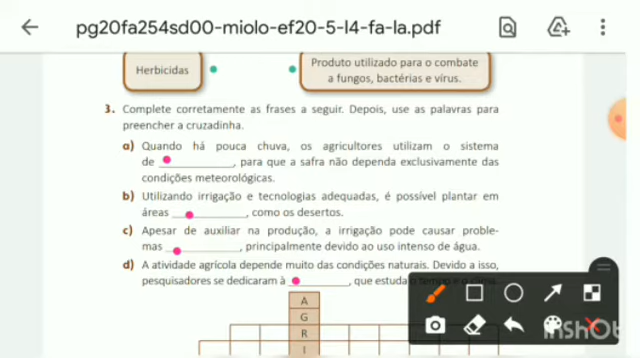 pg20fa254sd00-miolo-ef20-5-l4-fa-la.pdf
Herbicidas
Produto utilizado para o combate
a fungos, bactérias e vírus.
3. Complete corretamente as frases a seguir. Depois, use as palavras para
preencher a cruzadinha.
a) Quando há pouca chuva, os agricultores utilizam o sistema
de ____________, para que a safra não dependa exclusivamente das
condições meteorológicas.
b) Utilizando irrigação e tecnologias adequadas, é possível plantar em
áreas ____________, como os desertos.
c) Apesar de auxiliar na produção, a irrigação pode causar proble-
mas ____________, principalmente devido ao uso intenso de água.
d) A atividade agrícola depende muito das condições naturais. Devido a isso,
pesquisadores se dedicaram à ____________, que estuda o tempo e o clima.
A
G
R
I